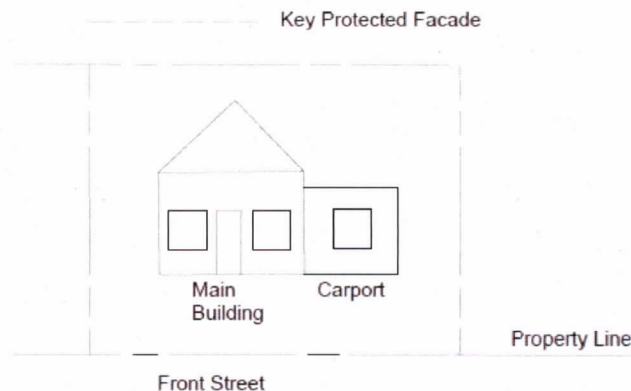 Key Protected Facade
Main
Building
Carport
Property Line
Front Street